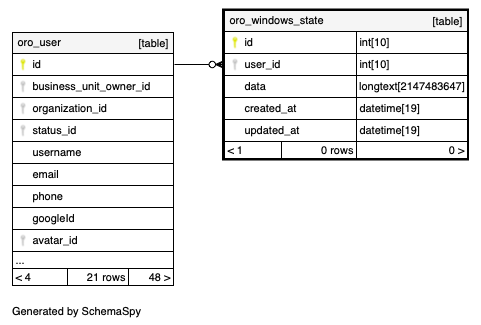 oro_user [table]
id
business_unit_owner_id
organization_id
status_id
username
email
phone
googleId
avatar_id
...
< 4 21 rows 48 >
oro_windows_state [table]
id int[10]
user_id int[10]
data longtext[2147483647]
created_at datetime[19]
updated_at datetime[19]
< 1 0 rows 0 >
Generated by SchemaSpy